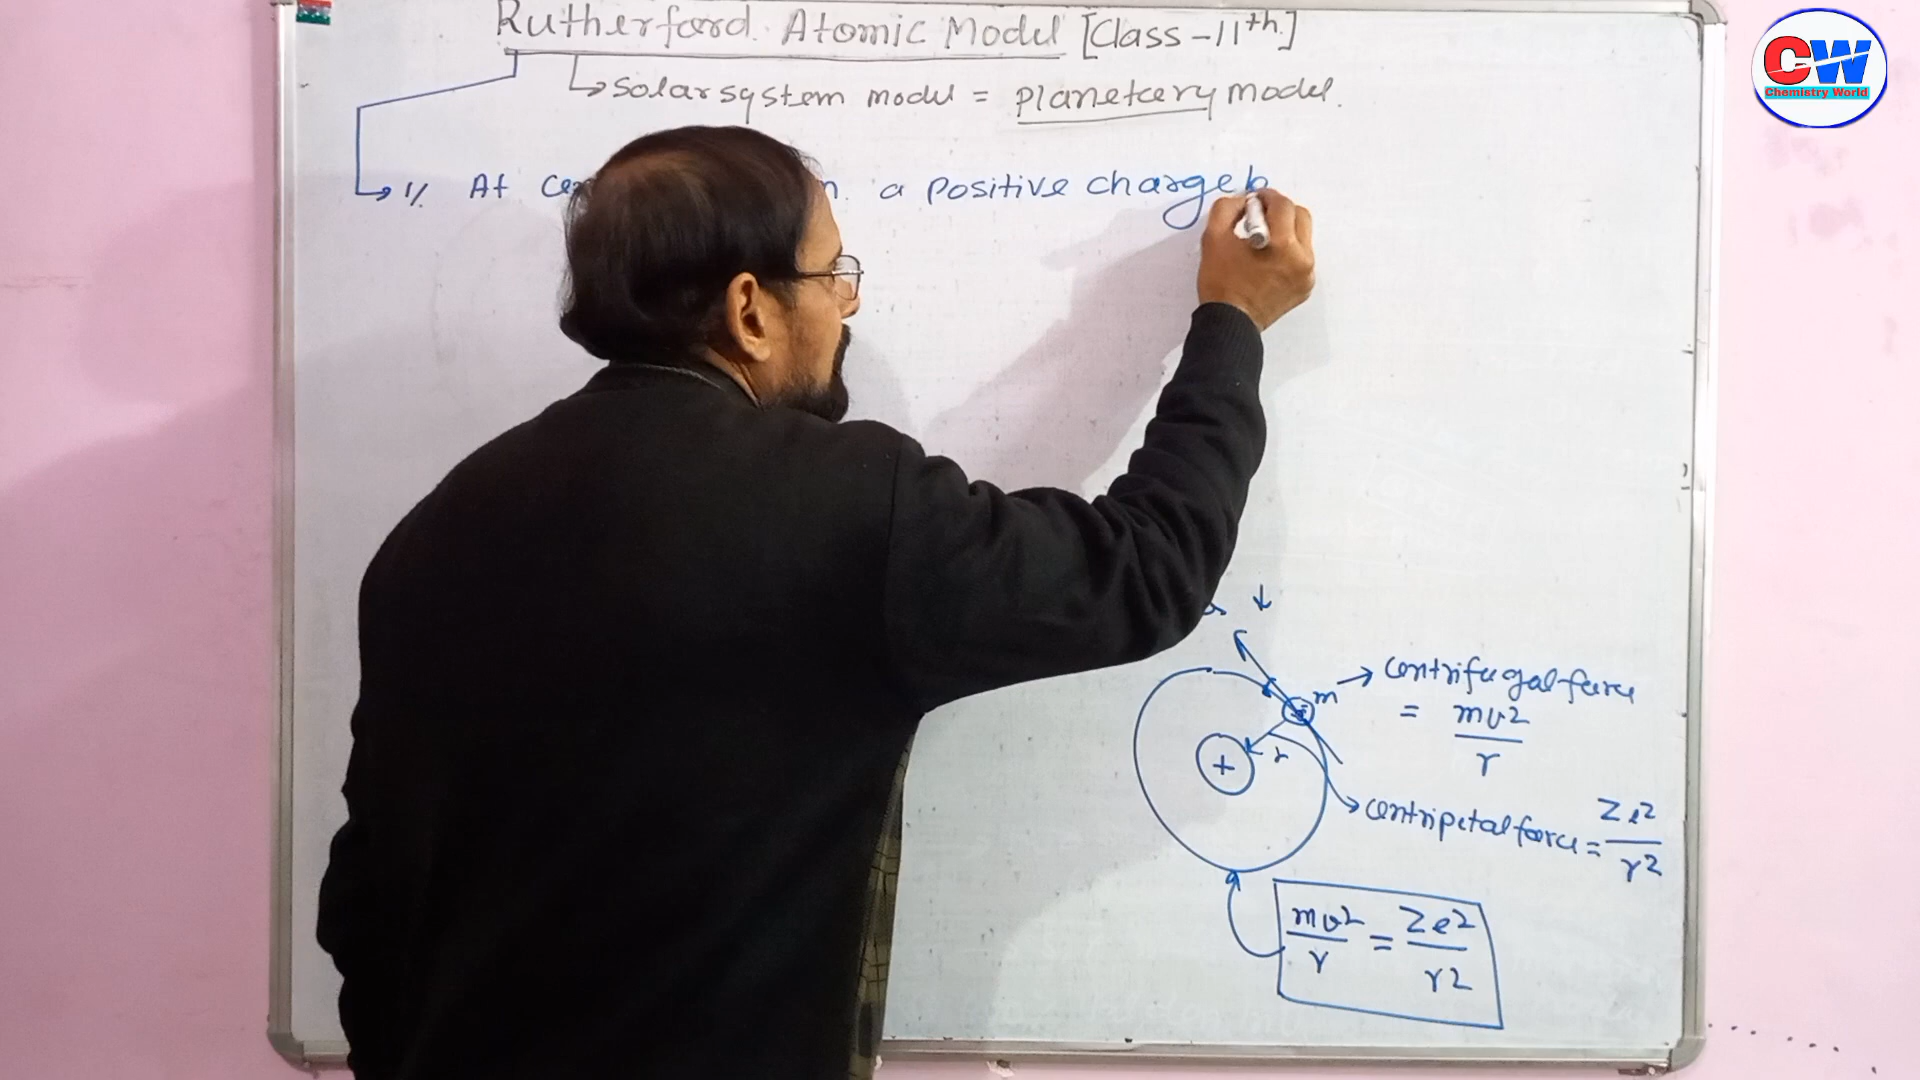 Rutherford Atomic Model [Class-11th]
CW
Chemistry World
Solar system model = planetary model.
1) At a positive charge
m → centrifugal force
= mv2
r
+
r
centripetal force = Ze2
r2
mv2 = Ze2
r r2